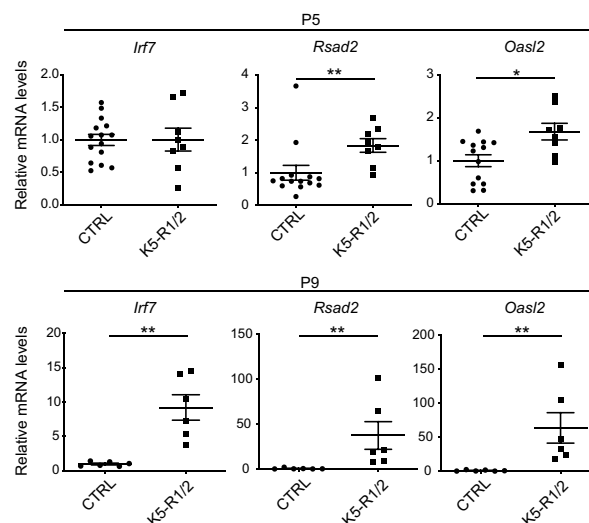 P5
Irf7 Rsad2 Oasl2
Relative mRNA levels
2.0
1.5
1.0
0.5
0.0
CTRL
K5-R1/2
**
4
3
2
1
0
CTRL
K5-R1/2
*
3
2
1
0
CTRL
K5-R1/2
P9
Irf7 Rsad2 Oasl2
Relative mRNA levels
**
20
15
10
5
0
CTRL
K5-R1/2
**
150
100
50
0
CTRL
K5-R1/2
**
200
150
100
50
0
CTRL
K5-R1/2